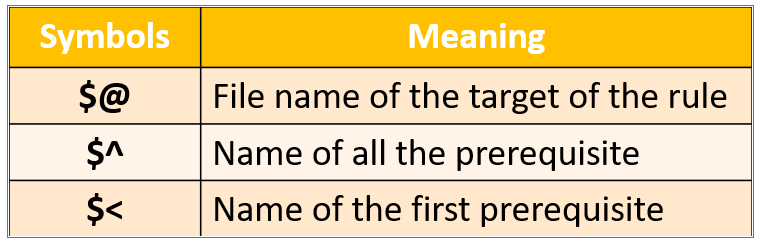 Symbols Meaning
$@ File name of the target of the rule
$^ Name of all the prerequisite
$< Name of the first prerequisite